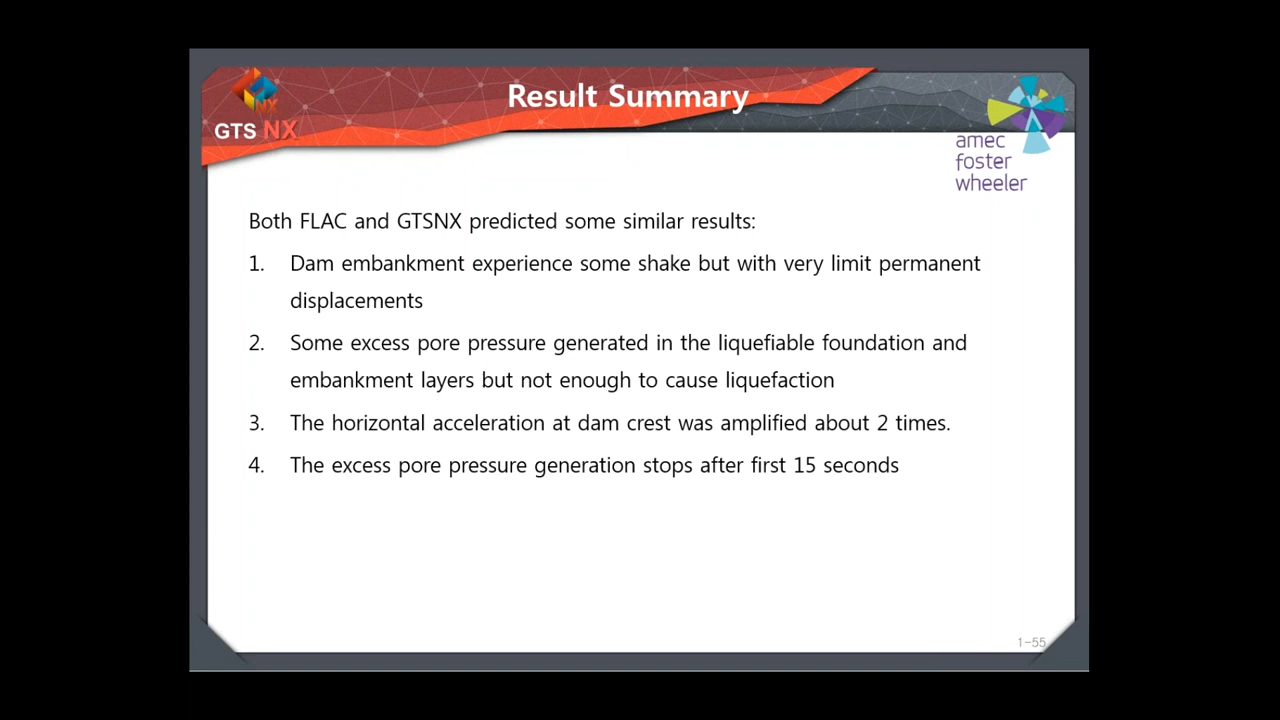 Result Summary
NX
GTS NX
amec
foster
wheeler
Both FLAC and GTSNX predicted some similar results:
1. Dam embankment experience some shake but with very limit permanent
displacements
2. Some excess pore pressure generated in the liquefiable foundation and
embankment layers but not enough to cause liquefaction
3. The horizontal acceleration at dam crest was amplified about 2 times.
4. The excess pore pressure generation stops after first 15 seconds
1-55